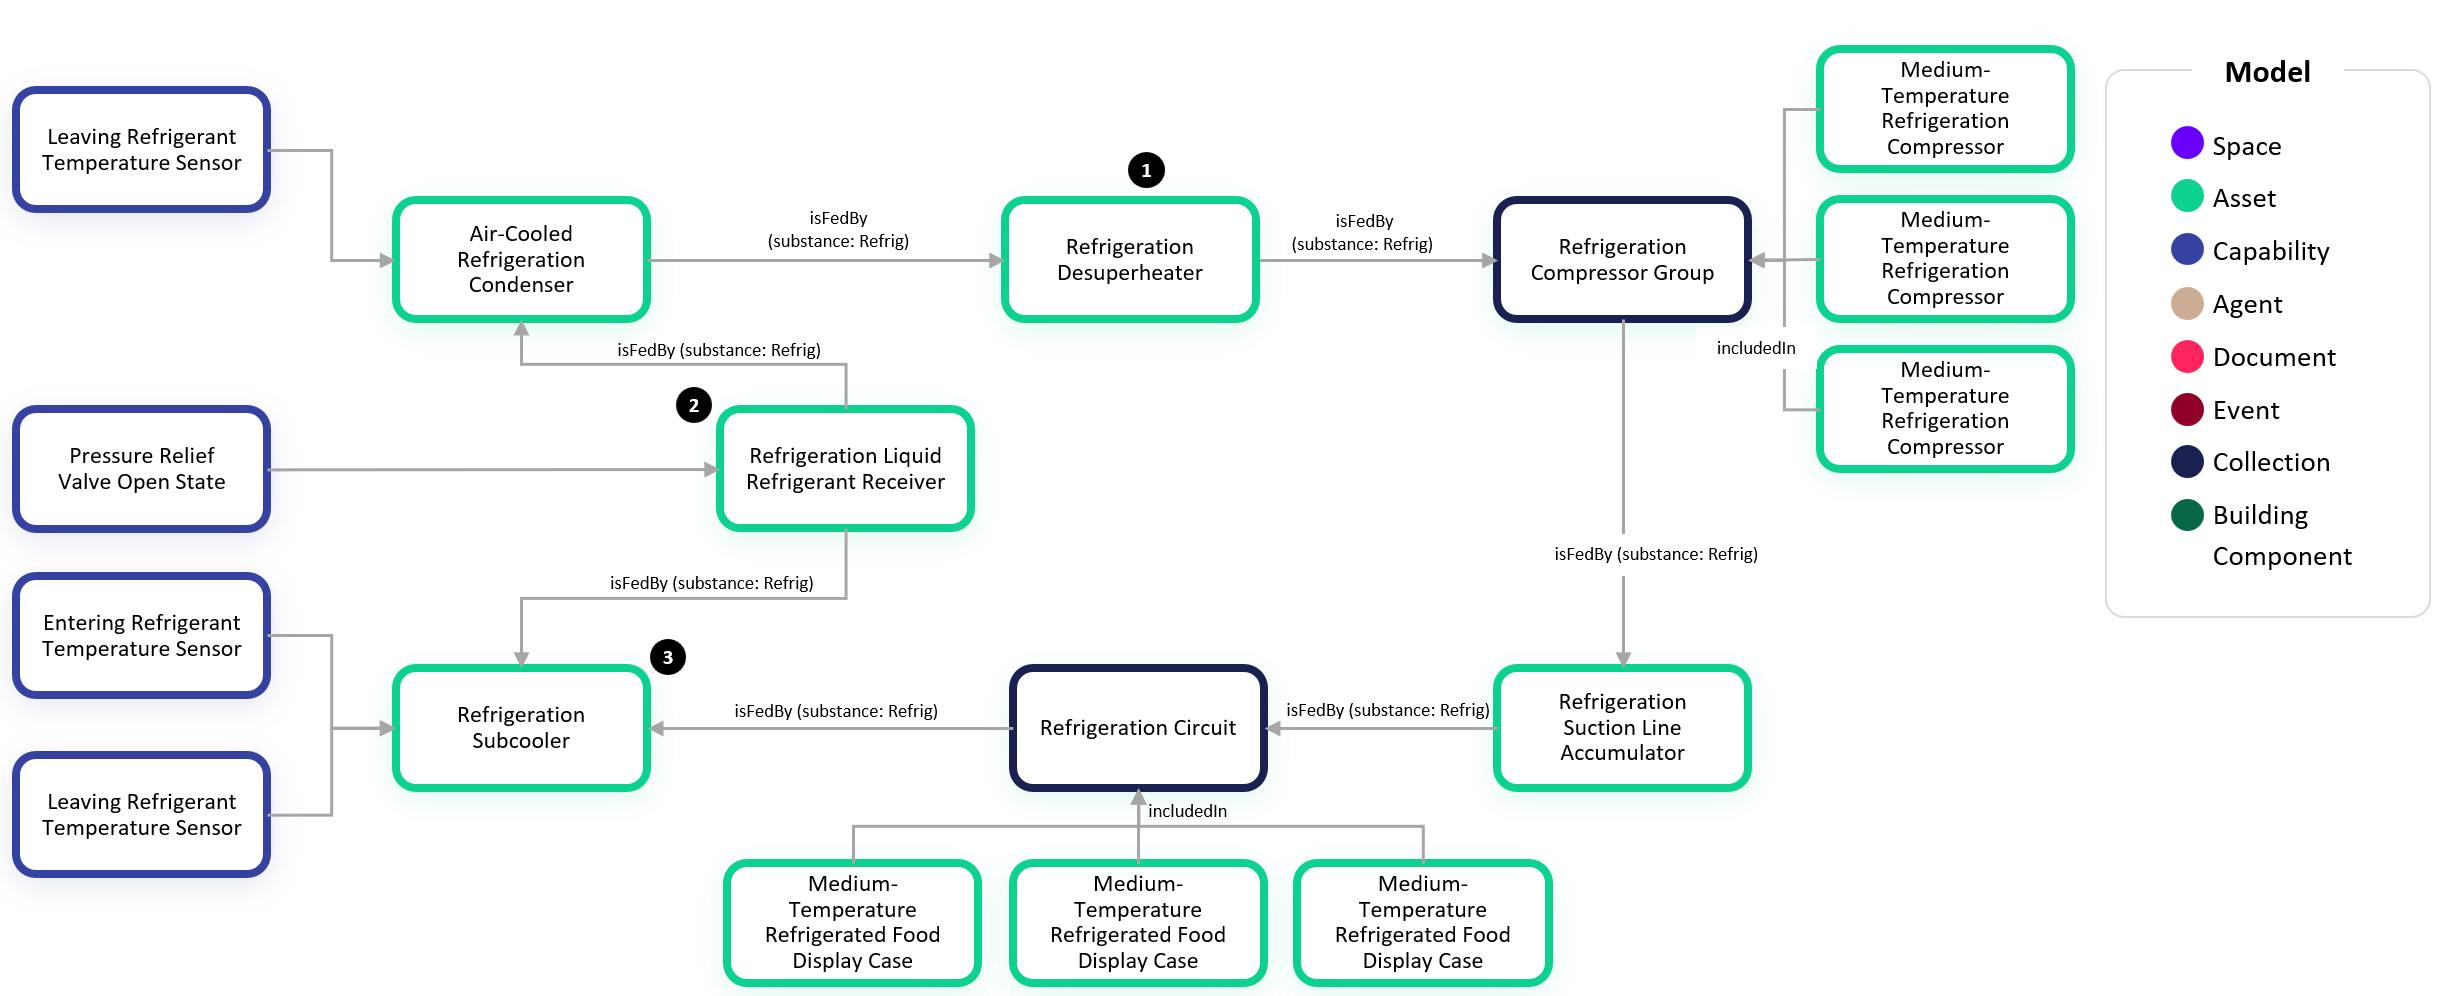 Leaving Refrigerant
Temperature Sensor
Air-Cooled
Refrigeration
Condenser
isFedBy
(substance: Refrig)
1
Refrigeration
Desuperheater
isFedBy
(substance: Refrig)
Refrigeration
Compressor Group
Medium-
Temperature
Refrigeration
Compressor
Medium-
Temperature
Refrigeration
Compressor
includedIn
Medium-
Temperature
Refrigeration
Compressor
isFedBy (substance: Refrig)
2
Pressure Relief
Valve Open State
Refrigeration Liquid
Refrigerant Receiver
isFedBy (substance: Refrig)
isFedBy (substance: Refrig)
Entering Refrigerant
Temperature Sensor
3
Refrigeration
Subcooler
isFedBy (substance: Refrig)
Refrigeration Circuit
isFedBy (substance: Refrig)
Refrigeration
Suction Line
Accumulator
Leaving Refrigerant
Temperature Sensor
includedIn
Medium-
Temperature
Refrigerated Food
Display Case
Medium-
Temperature
Refrigerated Food
Display Case
Medium-
Temperature
Refrigerated Food
Display Case
Model
Space
Asset
Capability
Agent
Document
Event
Collection
Building
Component